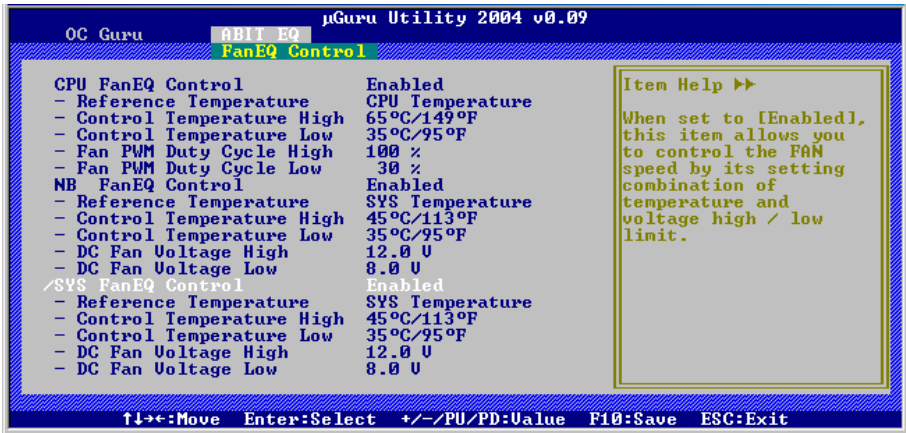 µGuru Utility 2004 v0.09
OC Guru ABIT EQ
FanEQ Control
CPU FanEQ Control Enabled
- Reference Temperature CPU Temperature
- Control Temperature High 65ºC/149ºF
- Control Temperature Low 35ºC/95ºF
- Fan PWM Duty Cycle High 100 %
- Fan PWM Duty Cycle Low 30 %
NB FanEQ Control Enabled
- Reference Temperature SYS Temperature
- Control Temperature High 45ºC/113ºF
- Control Temperature Low 35ºC/95ºF
- DC Fan Voltage High 12.0 V
- DC Fan Voltage Low 8.0 V
/SYS FanEQ Control Enabled
- Reference Temperature SYS Temperature
- Control Temperature High 45ºC/113ºF
- Control Temperature Low 35ºC/95ºF
- DC Fan Voltage High 12.0 V
- DC Fan Voltage Low 8.0 V
Item Help ▶▶
When set to [Enabled],
this item allows you
to control the FAN
speed by its setting
combination of
temperature and
voltage high / low
limit.
↑↓→←:Move Enter:Select +/-/PU/PD:Value F10:Save ESC:Exit